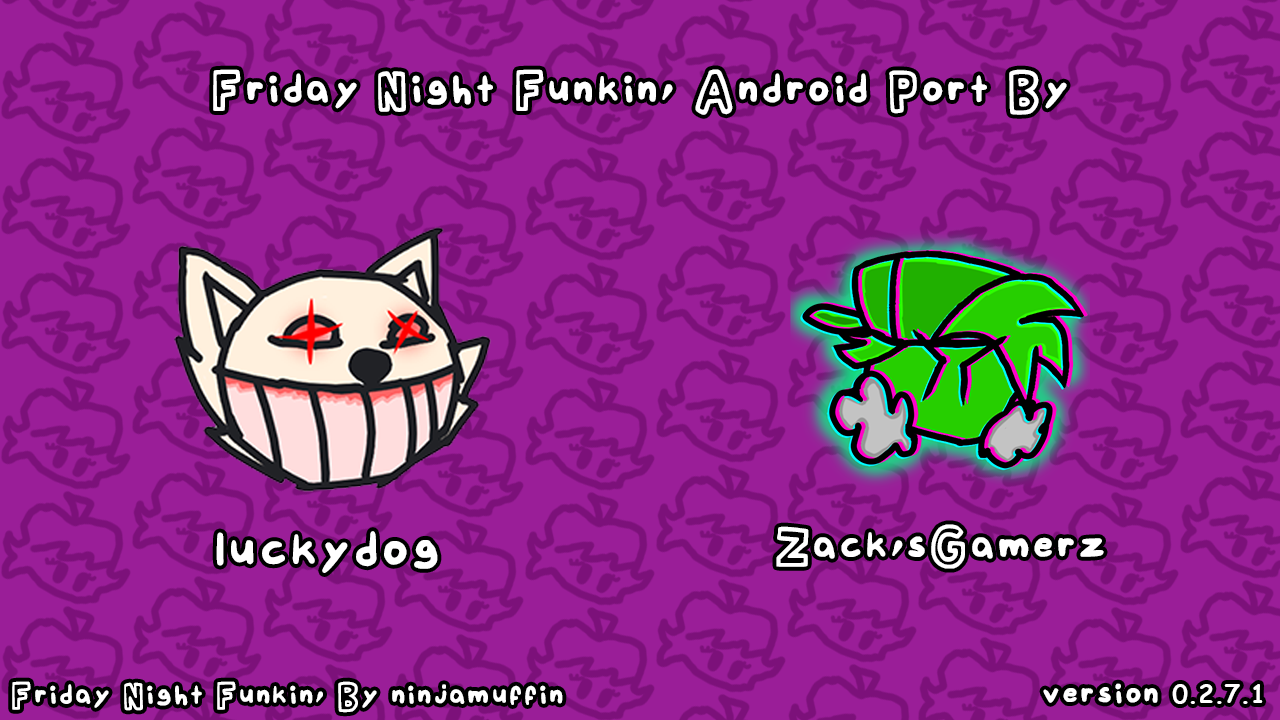 Friday Night Funkin, Android Port By
luckydog
Zack,sGamerz
Friday Night Funkin, By ninjamuffin
version 0.2.7.1